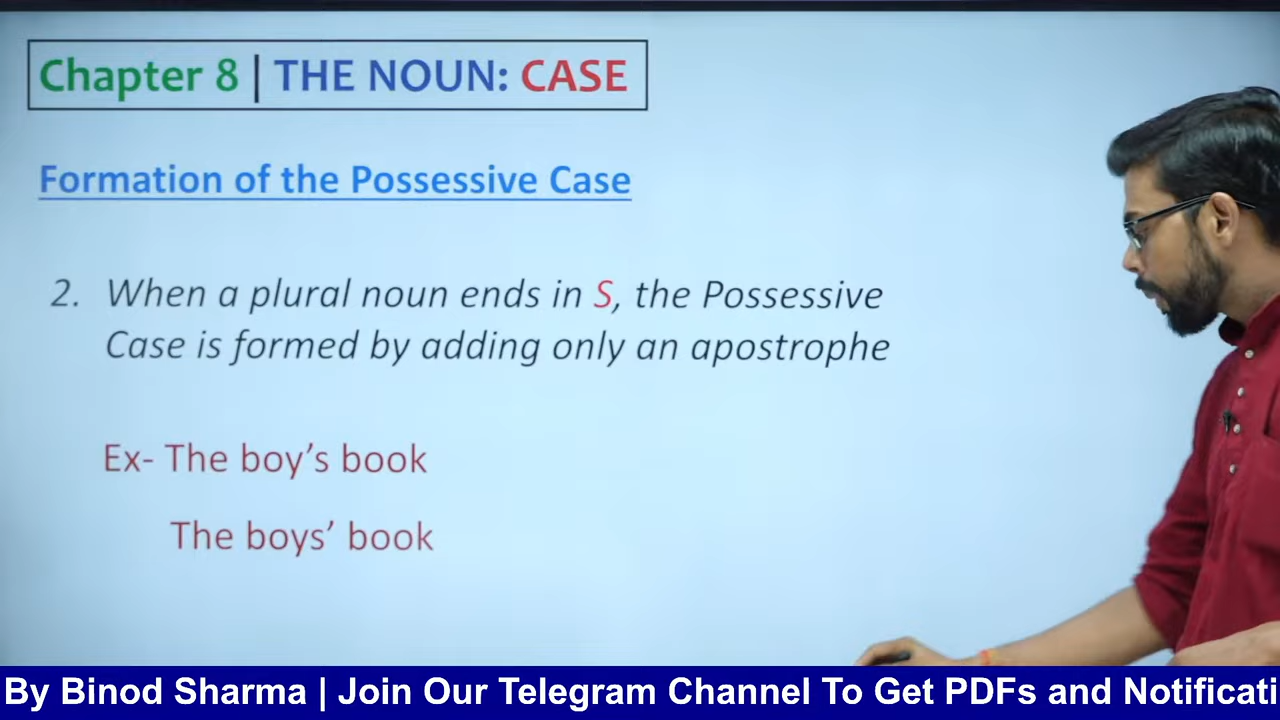 Chapter 8 | THE NOUN: CASE
Formation of the Possessive Case
2. When a plural noun ends in S, the Possessive
Case is formed by adding only an apostrophe
Ex- The boy’s book
The boys’ book
By Binod Sharma | Join Our Telegram Channel To Get PDFs and